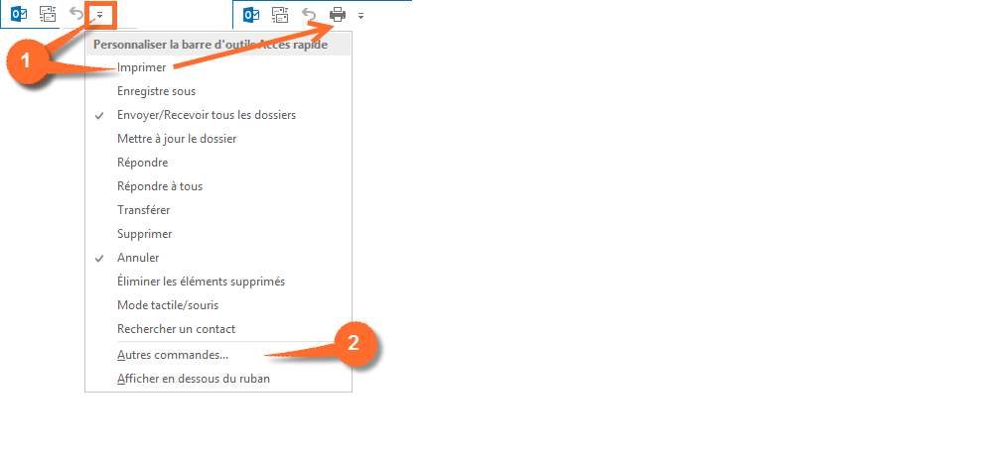 1
Personnaliser la barre d'outils Accès rapide
Imprimer
Enregistre sous
Envoyer/Recevoir tous les dossiers
Mettre à jour le dossier
Répondre
Répondre à tous
Transférer
Supprimer
Annuler
Éliminer les éléments supprimés
Mode tactile/souris
Rechercher un contact
Autres commandes...
2
Afficher en dessous du ruban